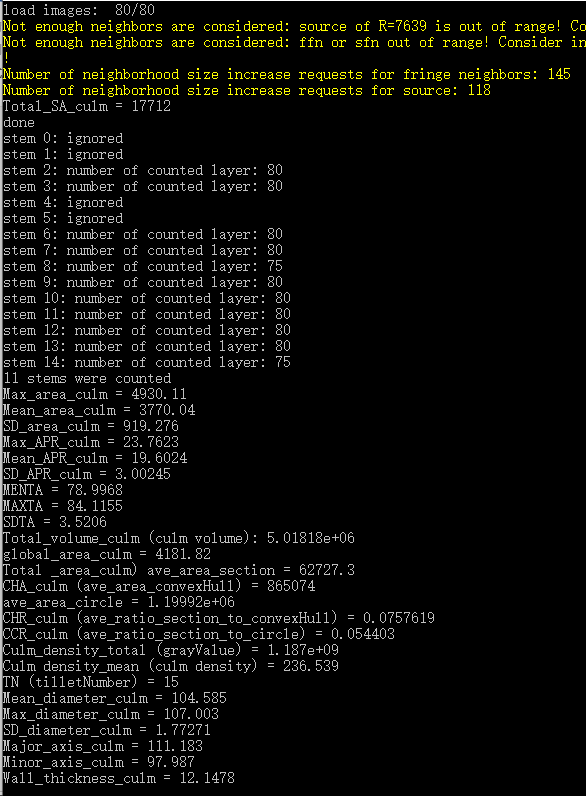 load images:  80/80
Not enough neighbors are considered: source of R=7639 is out of range! Co
Not enough neighbors are considered: ffn or sfn out of range! Consider in
!
Number of neighborhood size increase requests for fringe neighbors: 145
Number of neighborhood size increase requests for source: 118
Total_SA_culm = 17712
done
stem 0: ignored
stem 1: ignored
stem 2: number of counted layer: 80
stem 3: number of counted layer: 80
stem 4: ignored
stem 5: ignored
stem 6: number of counted layer: 80
stem 7: number of counted layer: 80
stem 8: number of counted layer: 75
stem 9: number of counted layer: 80
stem 10: number of counted layer: 80
stem 11: number of counted layer: 80
stem 12: number of counted layer: 80
stem 13: number of counted layer: 80
stem 14: number of counted layer: 75
11 stems were counted
Max_area_culm = 4930.11
Mean_area_culm = 3770.04
SD_area_culm = 919.276
Max_APR_culm = 23.7623
Mean_APR_culm = 19.6024
SD_APR_culm = 3.00245
MENTA = 78.9968
MAXTA = 84.1155
SDTA = 3.5206
Total_volume_culm (culm volume): 5.01818e+06
global_area_culm = 4181.82
Total _area_culm) ave_area_section = 62727.3
CHA_culm (ave_area_convexHull) = 865074
ave_area_circle = 1.19992e+06
CHR_culm (ave_ratio_section_to_convexHull) = 0.0757619
CCR_culm (ave_ratio_section_to_circle) = 0.054403
Culm_density_total (grayValue) = 1.187e+09
Culm density_mean (culm density) = 236.539
TN (tilletNumber) = 15
Mean_diameter_culm = 104.585
Max_diameter_culm = 107.003
SD_diameter_culm = 1.77271
Major_axis_culm = 111.183
Minor_axis_culm = 97.987
Wall_thickness_culm = 12.1478